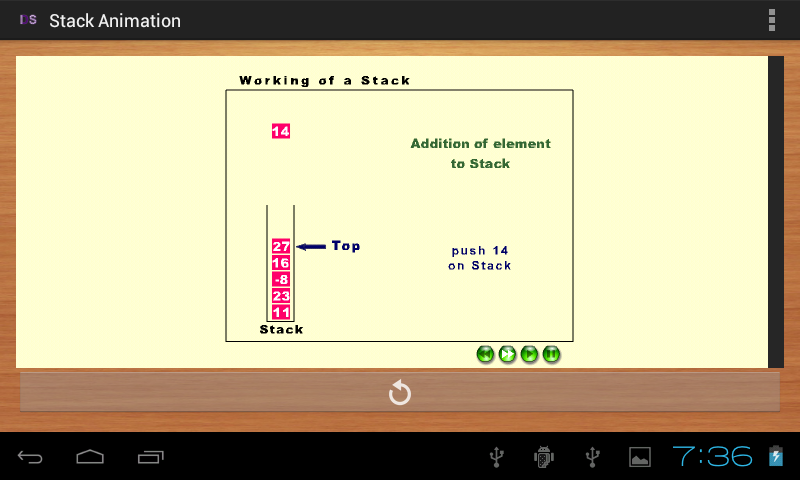 IDS Stack Animation
Working of a Stack
14
Addition of element
to Stack
27
Top
16
-8
23
11
push 14
on Stack
Stack
7:36